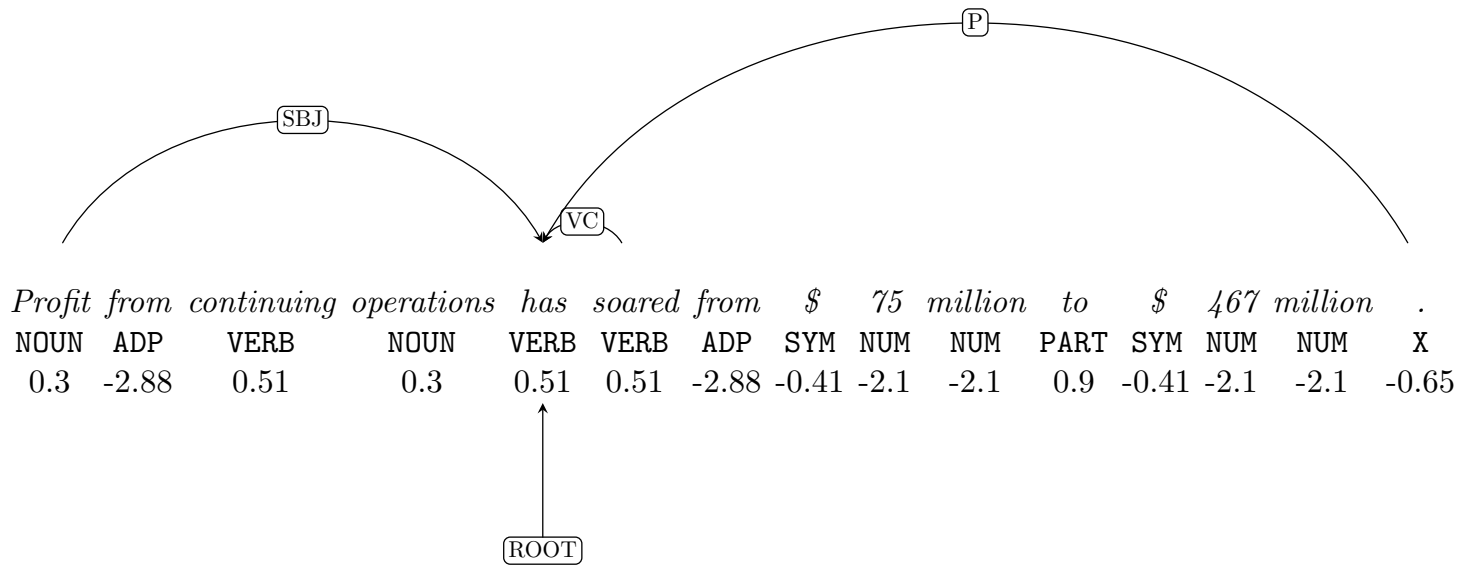 P
SBJ
VC
Profit from continuing operations has soared from $ 75 million to $ 467 million .
NOUN ADP VERB NOUN VERB VERB ADP SYM NUM NUM PART SYM NUM NUM X
0.3 -2.88 0.51 0.3 0.51 0.51 -2.88 -0.41 -2.1 -2.1 0.9 -0.41 -2.1 -2.1 -0.65
ROOT